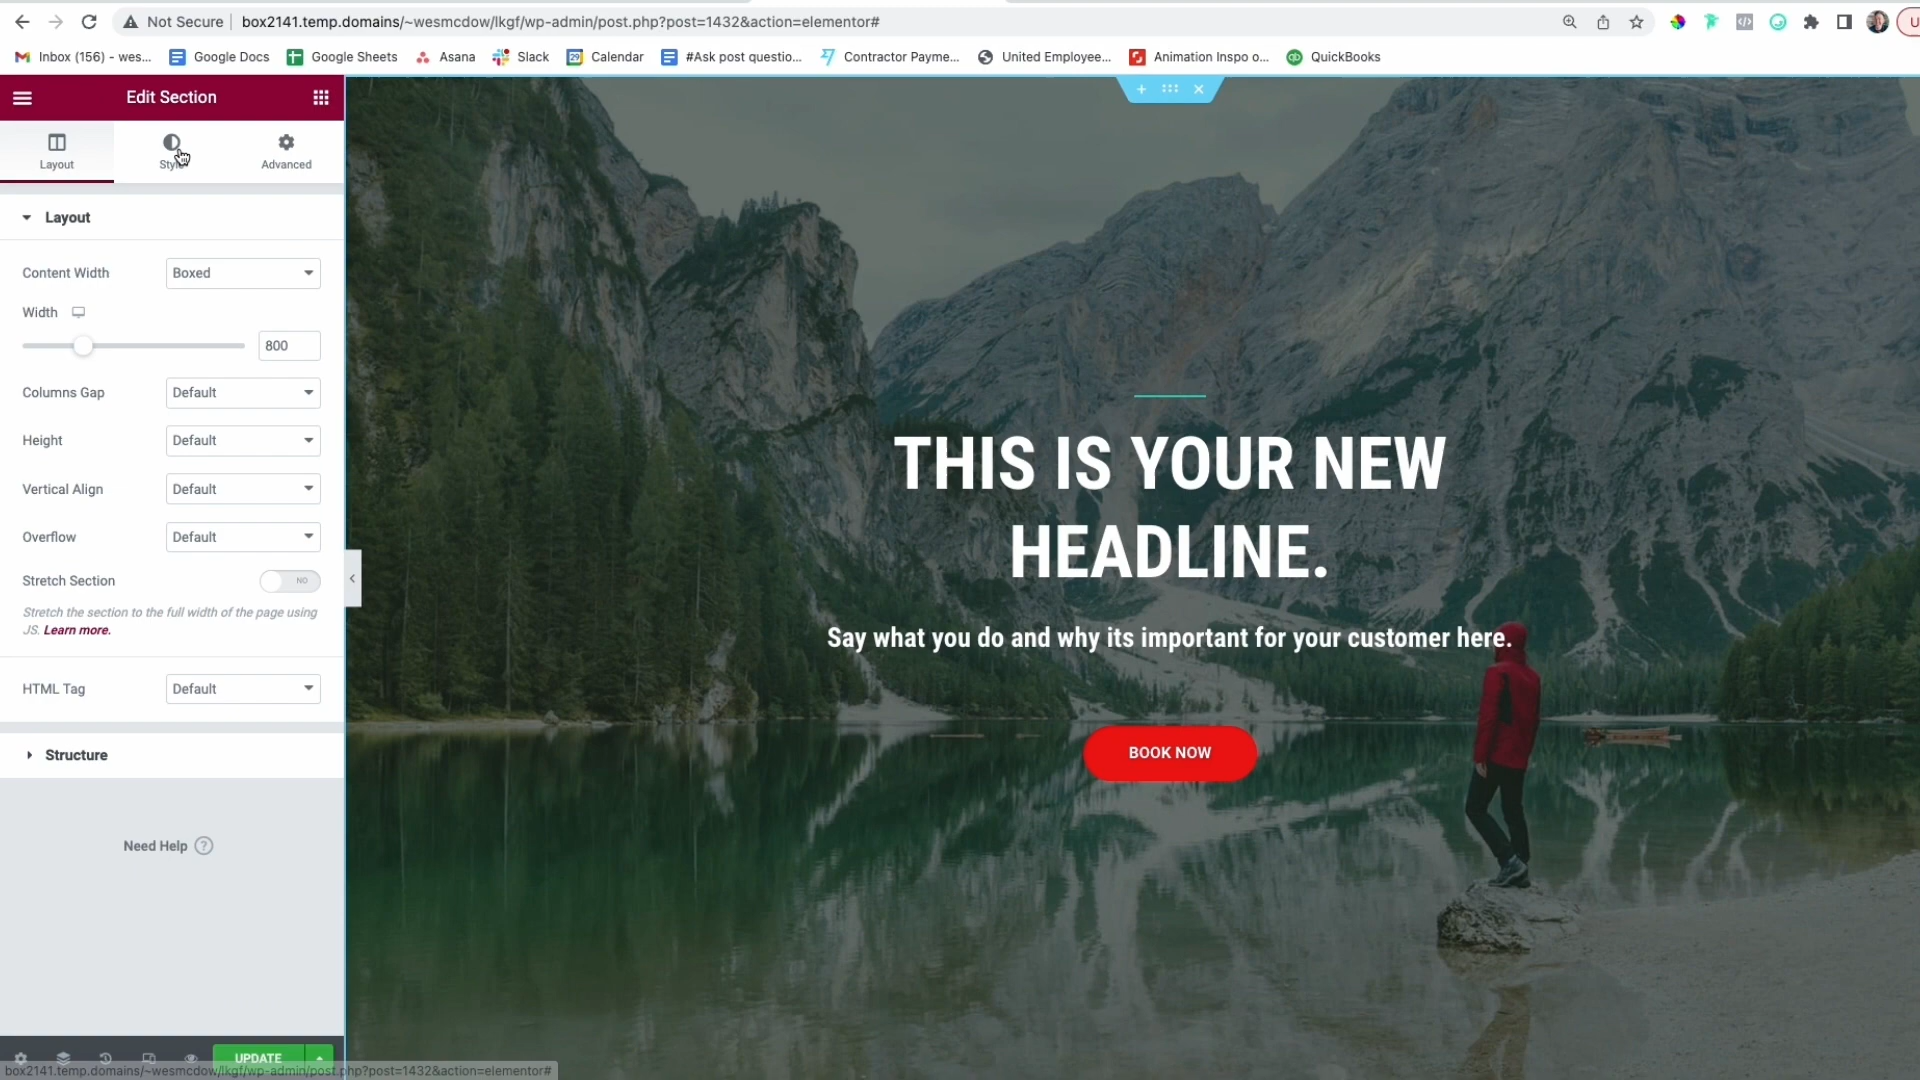 Not Secure
box2141.temp.domains/~wesmcdow/lkgf/wp-admin/post.php?post=1432&action=elementor#
Inbox (156) - wes...
Google Docs
Google Sheets
Asana
Slack
Calendar
#Ask post questio...
Contractor Payme...
United Employee...
Animation Inspo o...
QuickBooks
Edit Section
Layout
Style
Advanced
Layout
Content Width
Boxed
Width
800
Columns Gap
Default
Height
Default
Vertical Align
Default
Overflow
Default
Stretch Section
NO
Stretch the section to the full width of the page using
JS. Learn more.
HTML Tag
Default
Structure
Need Help ?
UPDATE
box2141.temp.domains/~wesmcdow/lkgf/wp-admin/post.php?post=1432&action=elementor#
THIS IS YOUR NEW
HEADLINE.
Say what you do and why its important for your customer here.
BOOK NOW